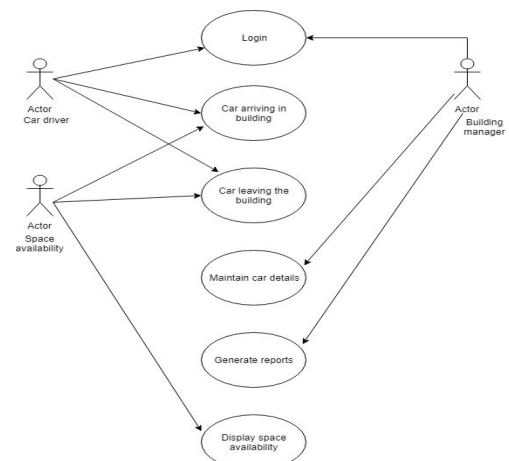 Login
Actor
Car driver
Car arriving in
building
Actor
Building
manager
Car leaving the
building
Actor
Space
availability
Maintain car details
Generate reports
Display space
availability